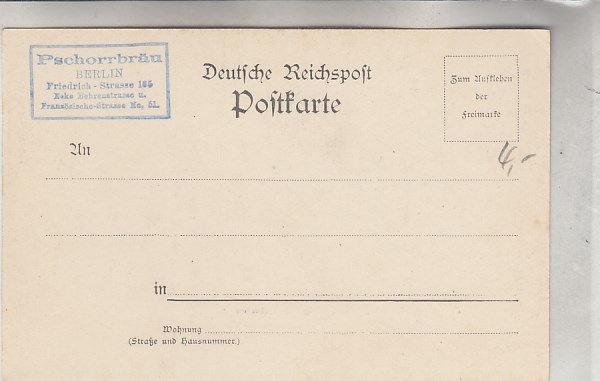 Pschorrbräu
BERLIN
Friedrich-Strasse 165
Ecke Behrenstrasse u.
Französische-Strasse No. 51.
Deutsche Reichspost
Postkarte
Zum Aufkleben
der
Freimarke
4,-
An
in
Wohnung
(Straße und Hausnummer.)